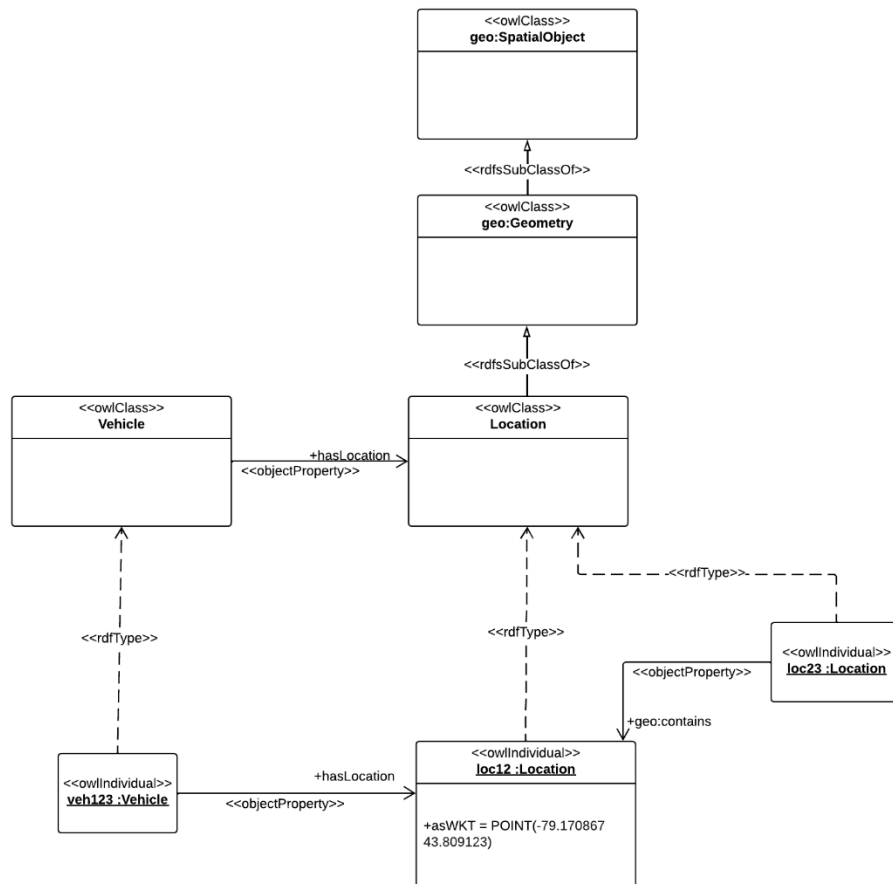 <<owlClass>>
geo:SpatialObject
<<rdfsSubClassOf>>
<<owlClass>>
geo:Geometry
<<rdfsSubClassOf>>
<<owlClass>>
Vehicle
<<owlClass>>
Location
+hasLocation
<<objectProperty>>
<<rdfType>>
<<rdfType>>
<<rdfType>>
<<owlIndividual>>
loc23 :Location
<<objectProperty>>
+geo:contains
<<owlIndividual>>
veh123 :Vehicle
+hasLocation
<<objectProperty>>
<<owlIndividual>>
loc12 :Location
+asWKT = POINT(-79.170867
43.809123)